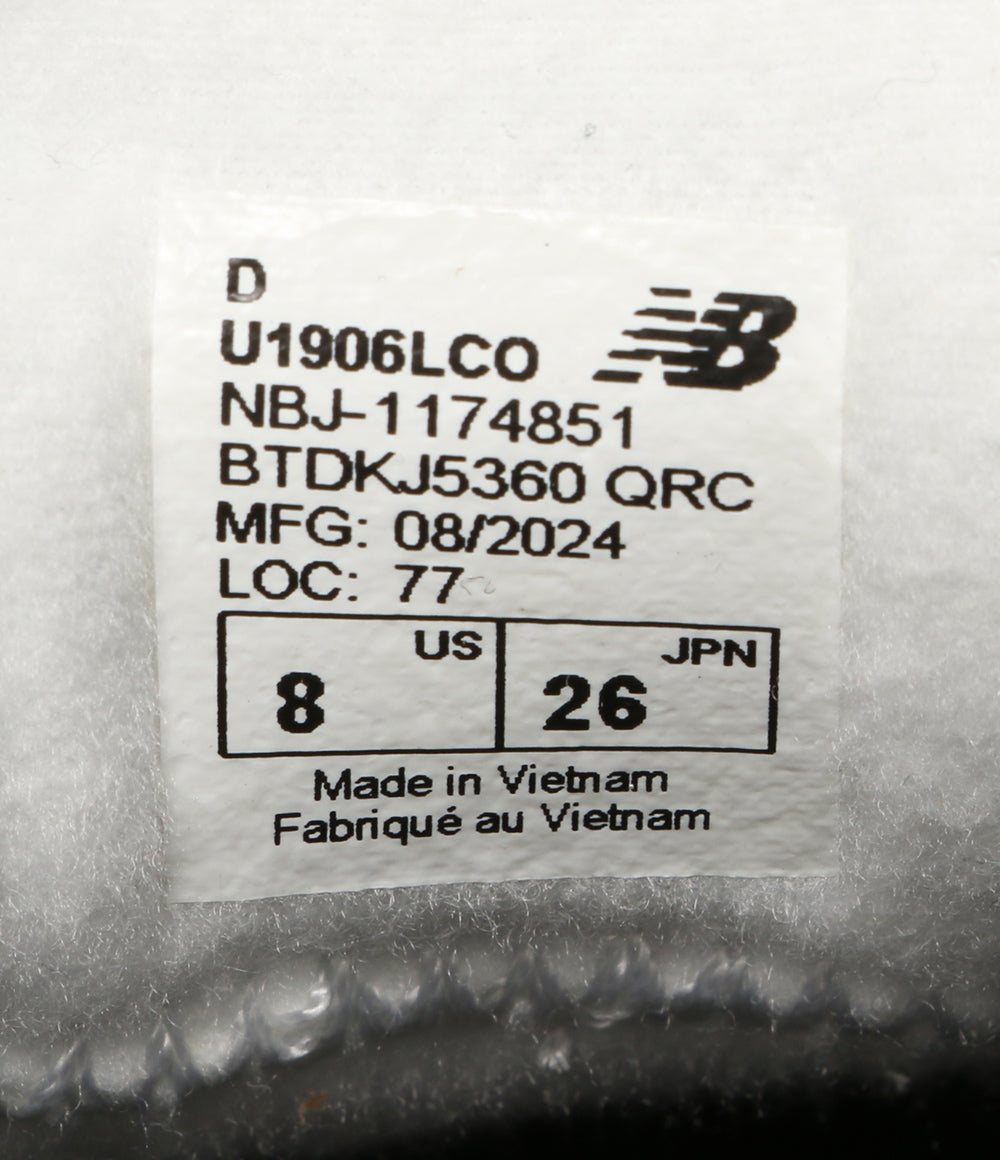 D
U1906LCO
NB
NBJ-1174851
BTDKJ5360 QRC
MFG: 08/2024
LOC: 77
US JPN
8 26
Made in Vietnam
Fabriqué au Vietnam